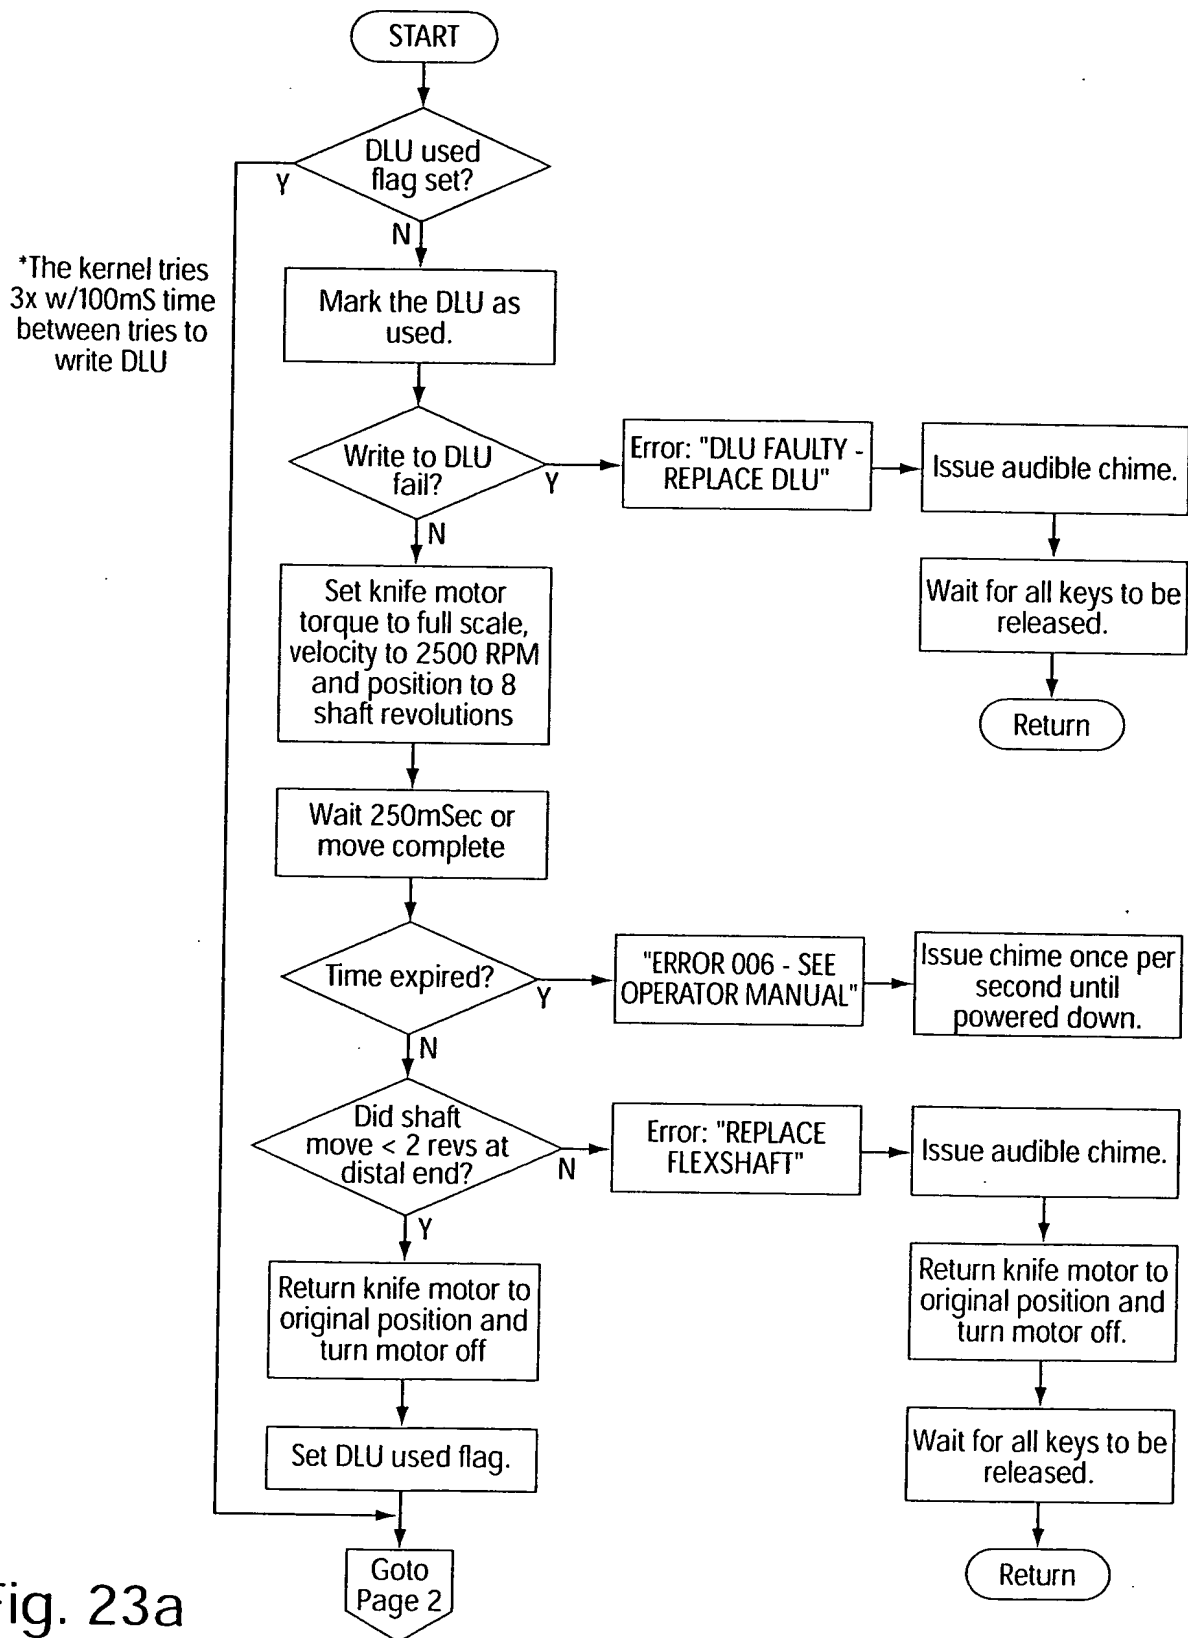 START
DLU used
flag set?
Y
N
*The kernel tries
3x w/100mS time
between tries to
write DLU
Mark the DLU as
used.
Write to DLU
fail?
Y
N
Error: "DLU FAULTY -
REPLACE DLU"
Issue audible chime.
Wait for all keys to be
released.
Return
Set knife motor
torque to full scale,
velocity to 2500 RPM
and position to 8
shaft revolutions
Wait 250mSec or
move complete
Time expired?
Y
N
"ERROR 006 - SEE
OPERATOR MANUAL"
Issue chime once per
second until
powered down.
Did shaft
move < 2 revs at
distal end?
N
Y
Error: "REPLACE
FLEXSHAFT"
Issue audible chime.
Return knife motor to
original position and
turn motor off
Return knife motor to
original position and
turn motor off.
Set DLU used flag.
Wait for all keys to be
released.
Goto
Page 2
Return
Fig. 23a